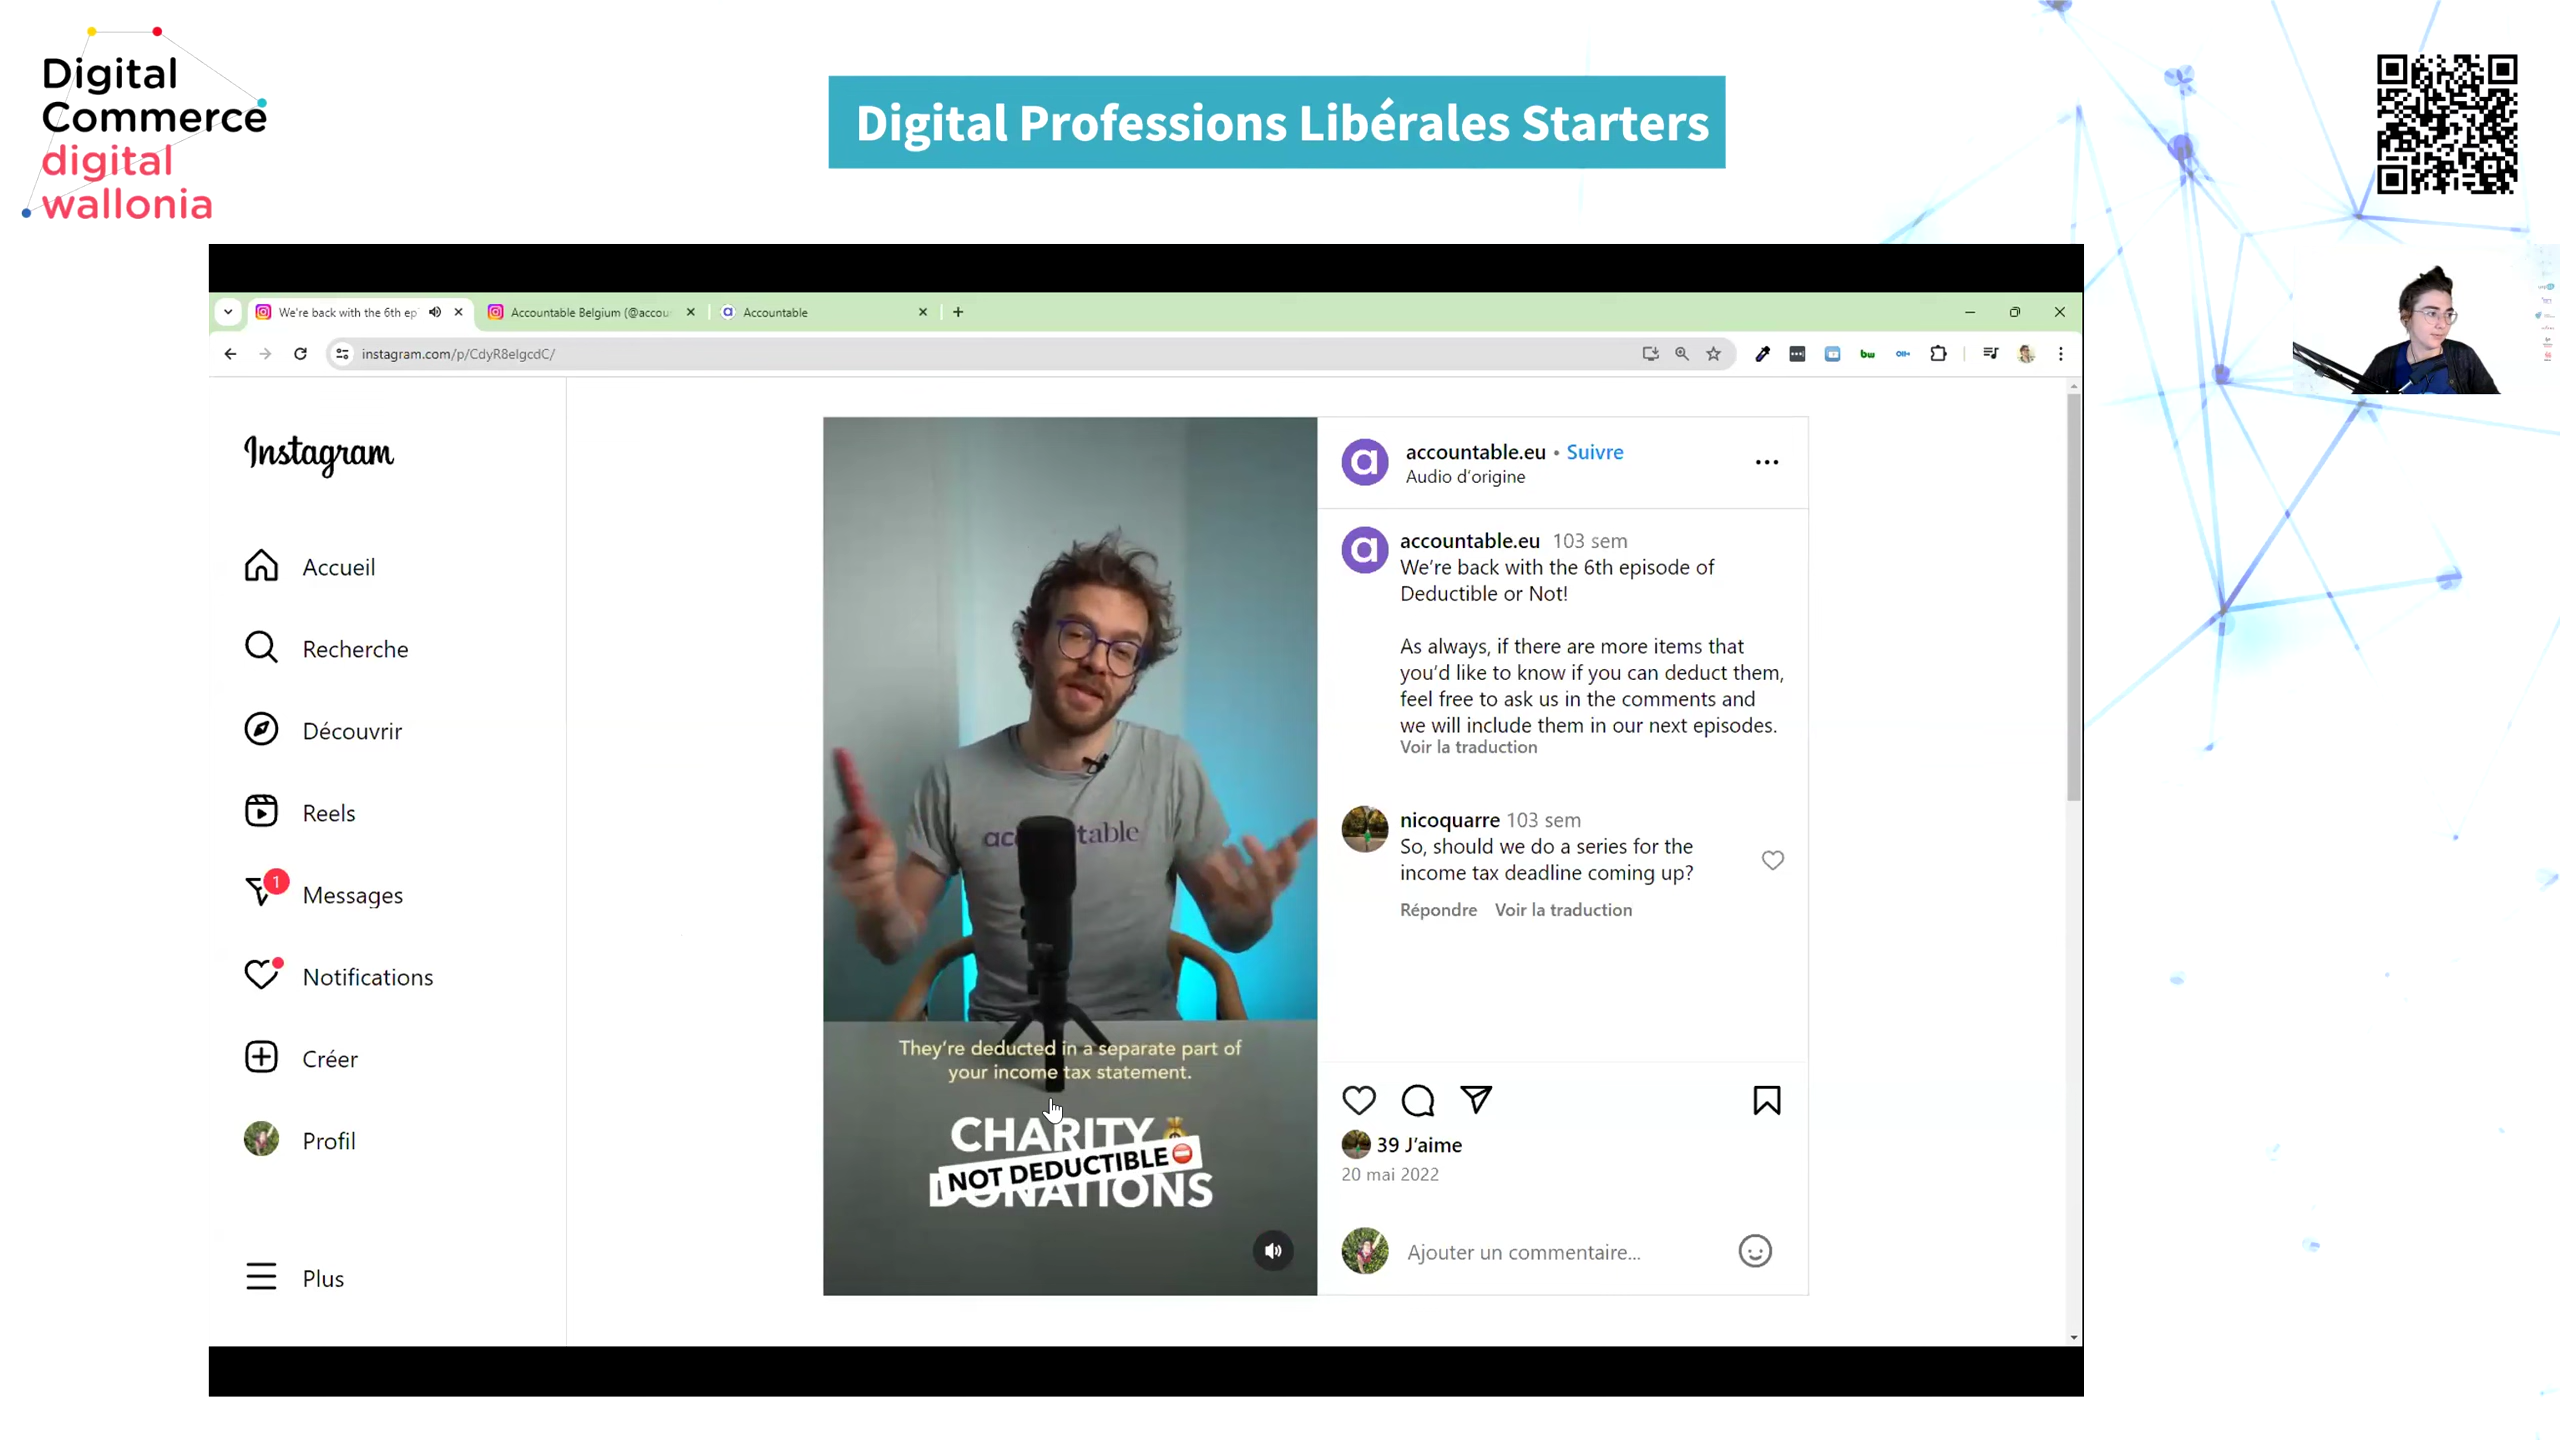 Digital
Commerce
digital
wallonia
Digital Professions Libérales Starters
We're back with the 6th ep
Accountable Belgium (@accou
Accountable
instagram.com/p/CdyR8elgcdC/
Instagram
Accueil
Recherche
Découvrir
Reels
1
Messages
Notifications
Créer
Profil
Plus
accountable
They're deducted in a separate part of
your income tax statement.
CHARITY
NOT DEDUCTIBLE
DONATIONS
accountable.eu • Suivre
Audio d'origine
accountable.eu 103 sem
We're back with the 6th episode of
Deductible or Not!
As always, if there are more items that
you'd like to know if you can deduct them,
feel free to ask us in the comments and
we will include them in our next episodes.
Voir la traduction
nicoquarre 103 sem
So, should we do a series for the
income tax deadline coming up?
Répondre Voir la traduction
39 J'aime
20 mai 2022
Ajouter un commentaire...